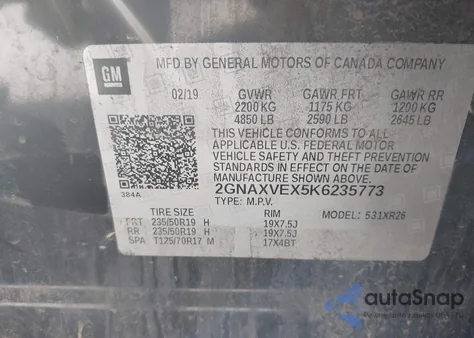 GM
MFD BY GENERAL MOTORS OF CANADA COMPANY
02/19 GVWR GAWR FRT GAWR RR
2200 KG 1175 KG 1200 KG
4850 LB 2590 LB 2645 LB
THIS VEHICLE CONFORMS TO ALL
APPLICABLE U.S. FEDERAL MOTOR
VEHICLE SAFETY AND THEFT PREVENTION
STANDARDS IN EFFECT ON THE DATE OF
MANUFACTURE SHOWN ABOVE.
384A 2GNAXVEX5K6235773
TYPE: M.P.V.
TIRE SIZE RIM MODEL: 531XR26
FRT 235/50R19 H 19X7.5J
RR 235/50R19 H 19X7.5J
SPA T125/70R17 M 17X4BT
autoSnap
by Carketa